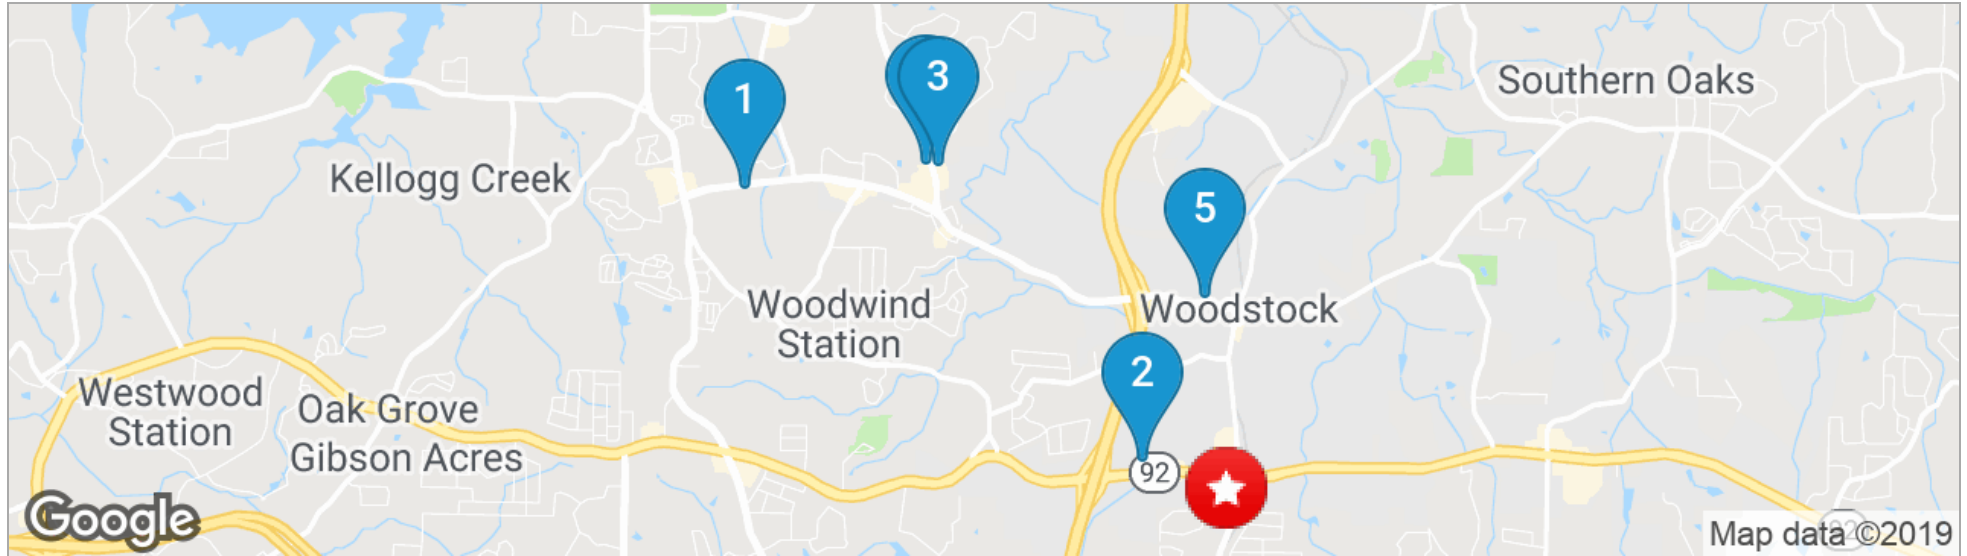 3
Southern Oaks
1
Kellogg Creek
5
Woodwind
Station
Woodstock
2
Westwood
Station
Oak Grove
Gibson Acres
92
Google
Map data ©2019